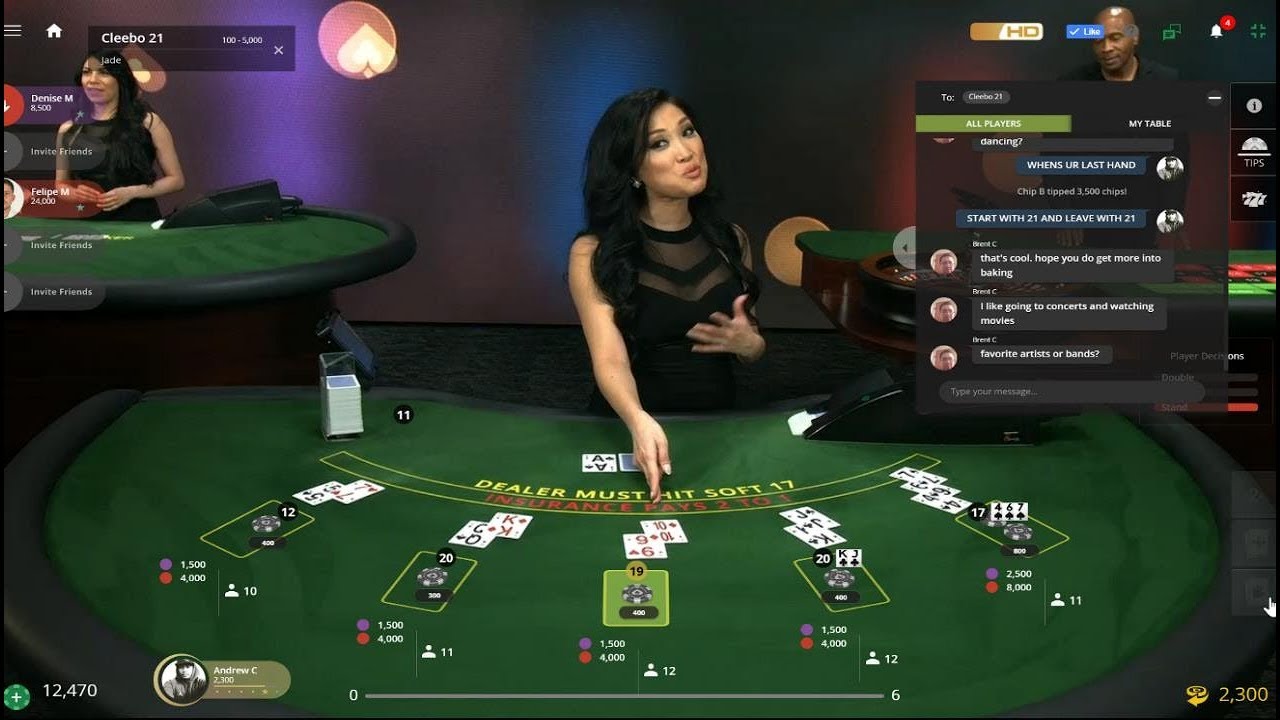 Cleebo 21
100 - 5,000
Jade
HD
Like
4
Denise M
8,500
Invite Friends
Felipe M
24,000
Invite Friends
Invite Friends
To:
Cleebo 21
ALL PLAYERS
MY TABLE
dancing?
WHENS UR LAST HAND
Chip B tipped 3,500 chips!
START WITH 21 AND LEAVE WITH 21
Brent C
that's cool. hope you do get more into
baking
Brent C
I like going to concerts and watching
movies
Brent C
favorite artists or bands?
Type your message...
TIPS
777
Player Decisions
Double
Stand
11
A A
DEALER MUST HIT SOFT 17
INSURANCE PAYS 2 TO 1
12
400
1,500
4,000
10
Q K
20
300
1,500
4,000
11
10 10
9 6
19
400
1,500
4,000
12
J K
20
K J
400
1,500
4,000
12
17
800
2,500
8,000
11
12,470
Andrew C
2,300
0
6
2,300